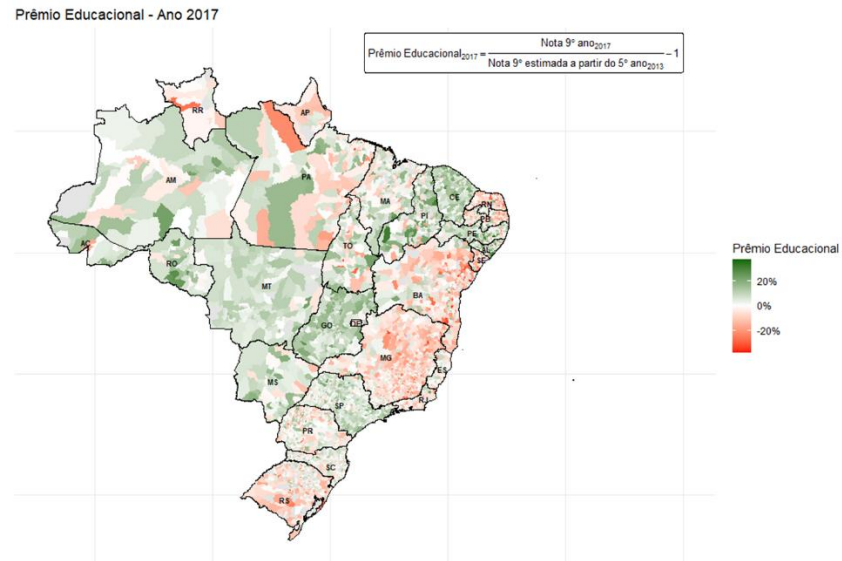 Prêmio Educacional - Ano 2017
Prêmio Educacional2017 = Nota 9º ano2017 / Nota 9º estimada a partir do 5º ano2013 − 1
RR
AP
AM
PA
MA
CE
RN
PB
PI
PE
AL
SE
AC
TO
RO
BA
MT
GO
DF
MG
ES
MS
SP
RJ
PR
SC
RS
Prêmio Educacional
20%
0%
-20%